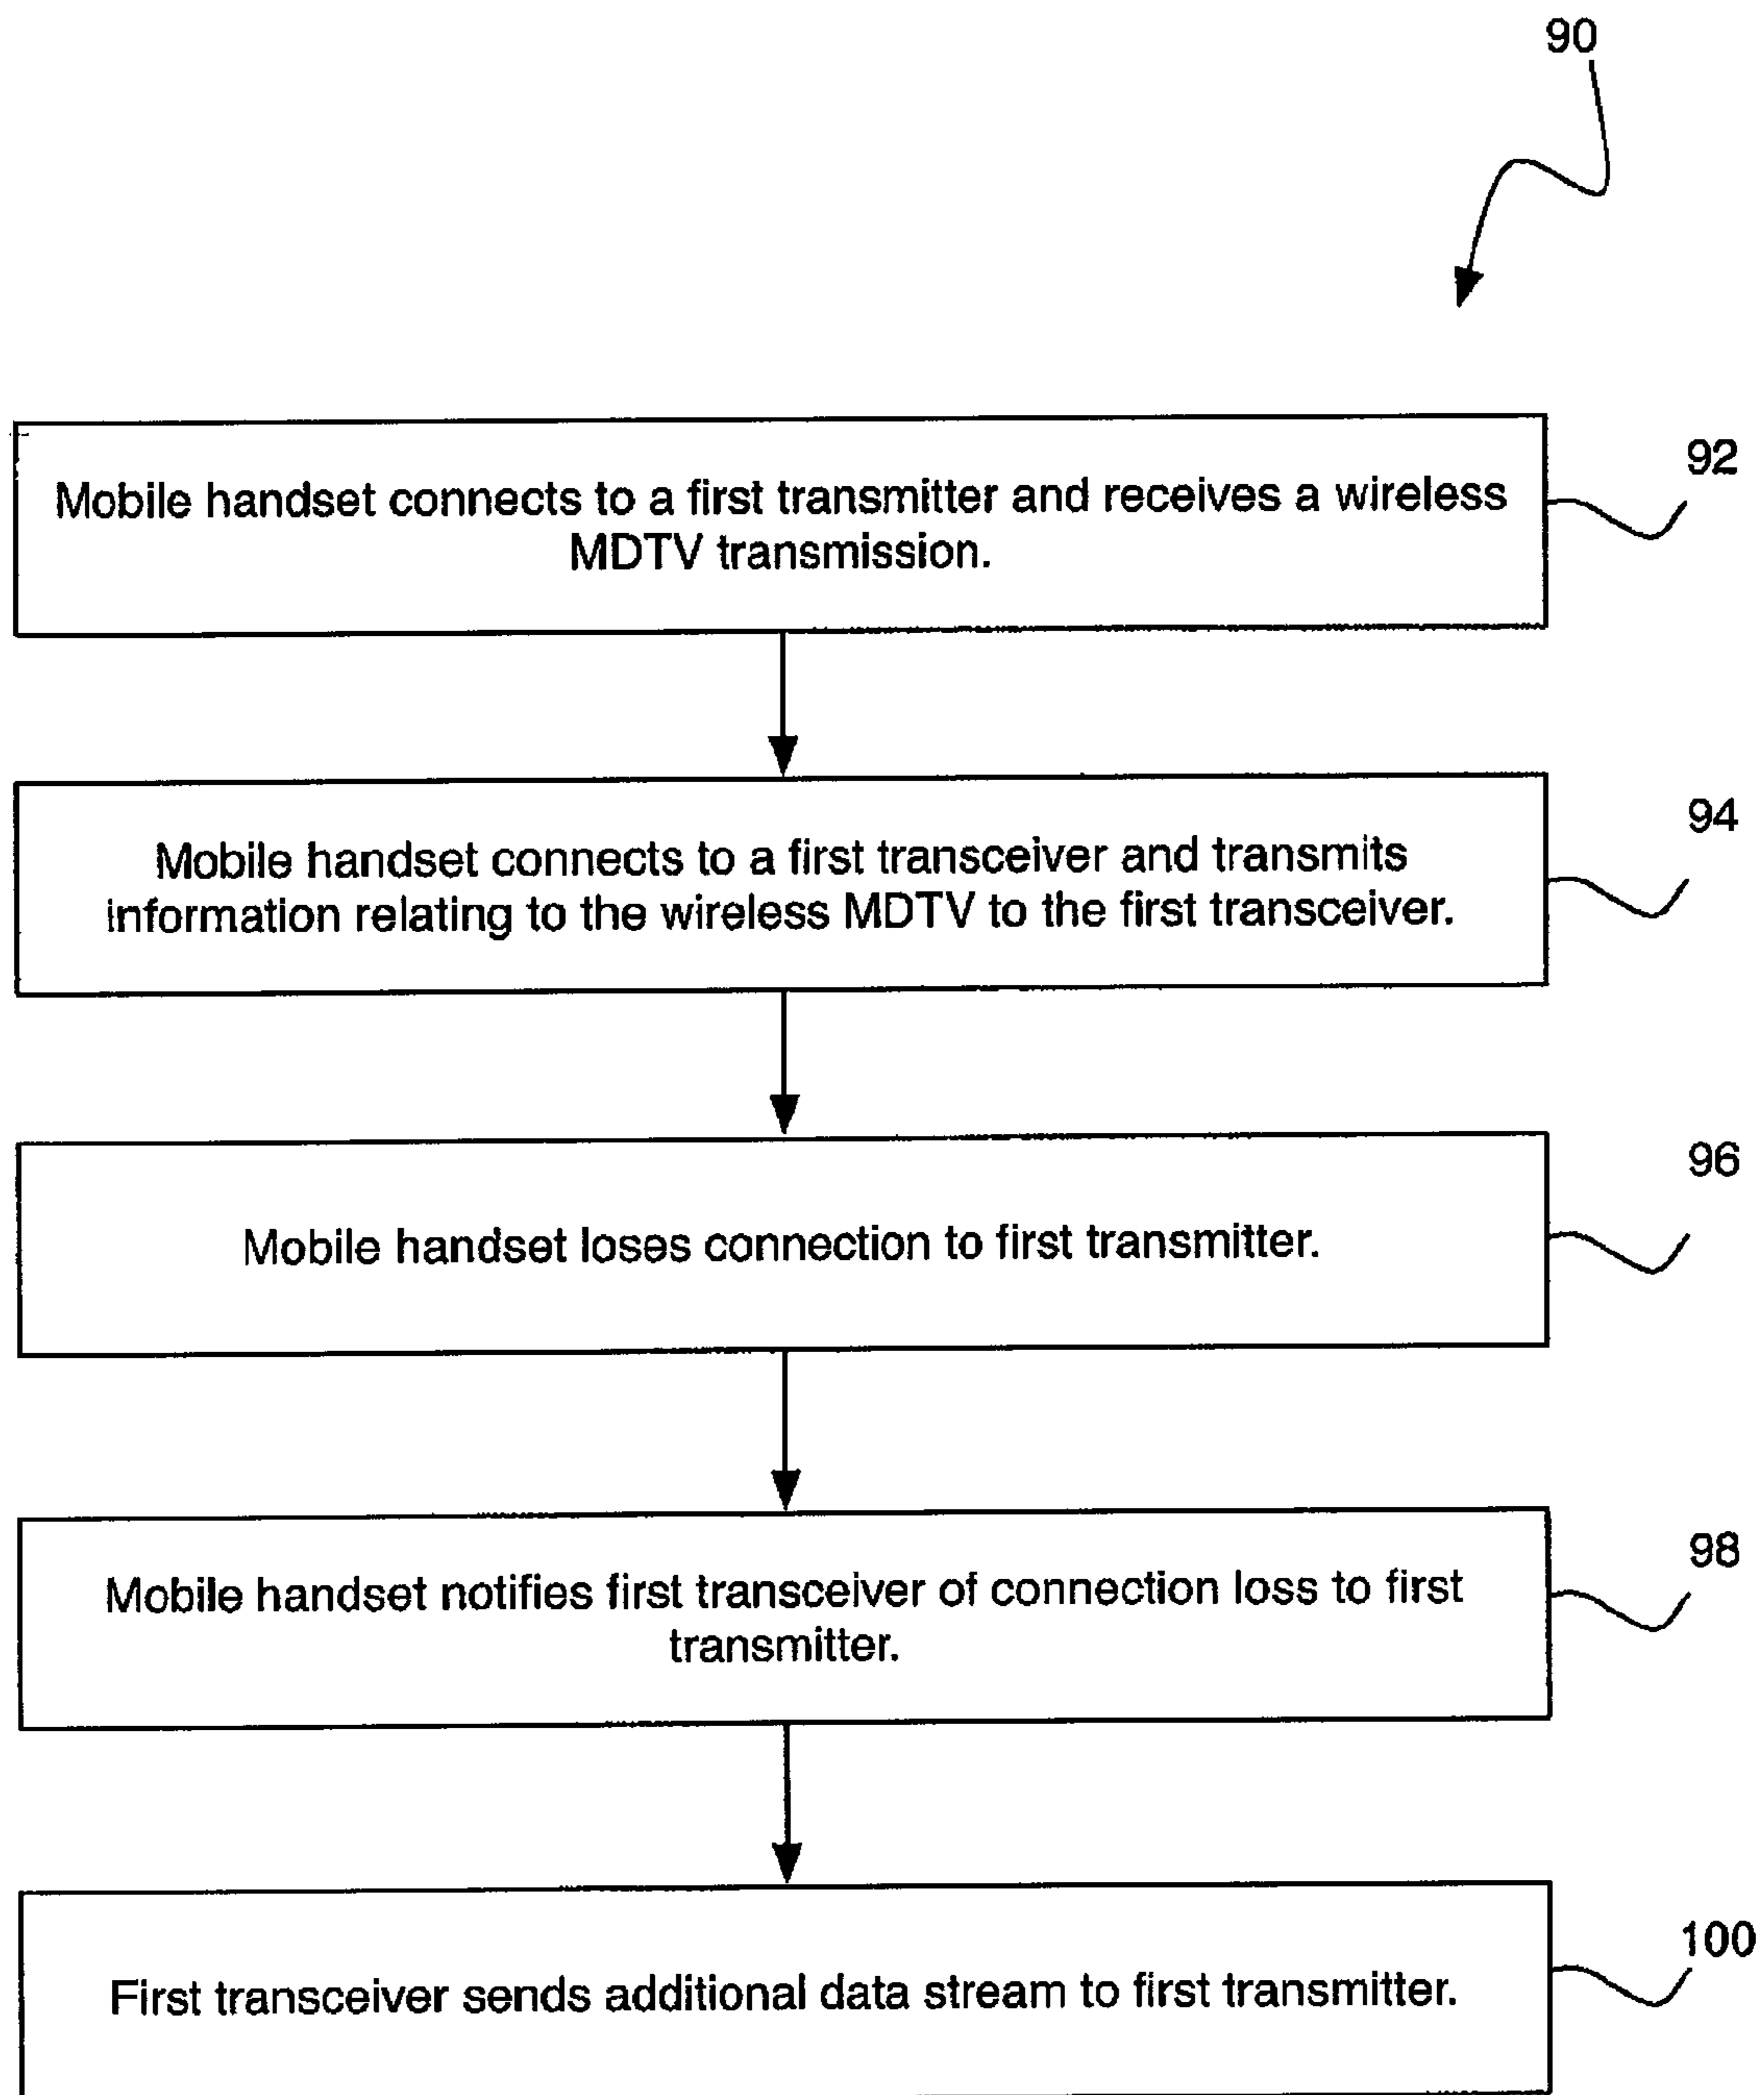 90
Mobile handset connects to a first transmitter and receives a wireless
MDTV transmission.
92
Mobile handset connects to a first transceiver and transmits
information relating to the wireless MDTV to the first transceiver.
94
Mobile handset loses connection to first transmitter.
96
Mobile handset notifies first transceiver of connection loss to first
transmitter.
98
First transceiver sends additional data stream to first transmitter.
100